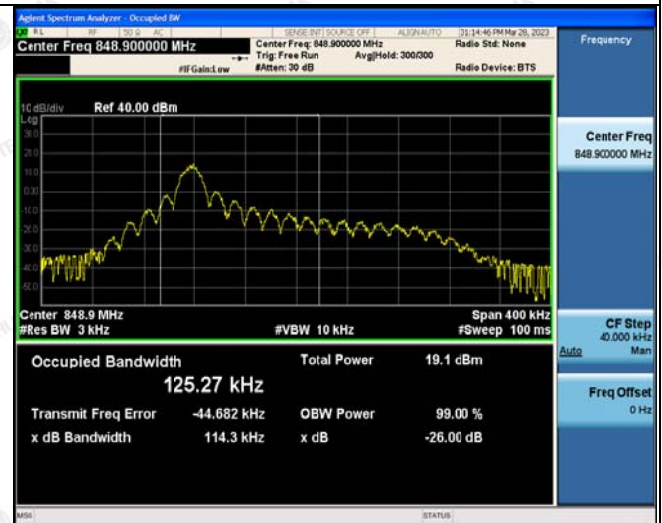 Agilent Spectrum Analyzer - Occupied BW
RL RF 50 Ω AC SENSE:INT SOURCE OFF ALIGN AUTO 01:14:46 PM Mar 28, 2023
Center Freq 848.900000 MHz Center Freq: 848.900000 MHz Radio Std: None Frequency
Trig: Free Run Avg|Hold: 300/300
#IFGain:Low #Atten: 30 dB Radio Device: BTS
10 dB/div Ref 40.00 dBm
Log
30.0
20.0
10.0
0.00
-10.0
-20.0
-30.0
-40.0
-50.0
Center Freq
848.900000 MHz
Center 848.9 MHz Span 400 kHz
#Res BW 3 kHz #VBW 10 kHz #Sweep 100 ms
CF Step
40.000 kHz
Auto Man
Occupied Bandwidth Total Power 19.1 dBm
125.27 kHz
Freq Offset
0 Hz
Transmit Freq Error -44.682 kHz OBW Power 99.00 %
x dB Bandwidth 114.3 kHz x dB -26.00 dB
MSG STATUS